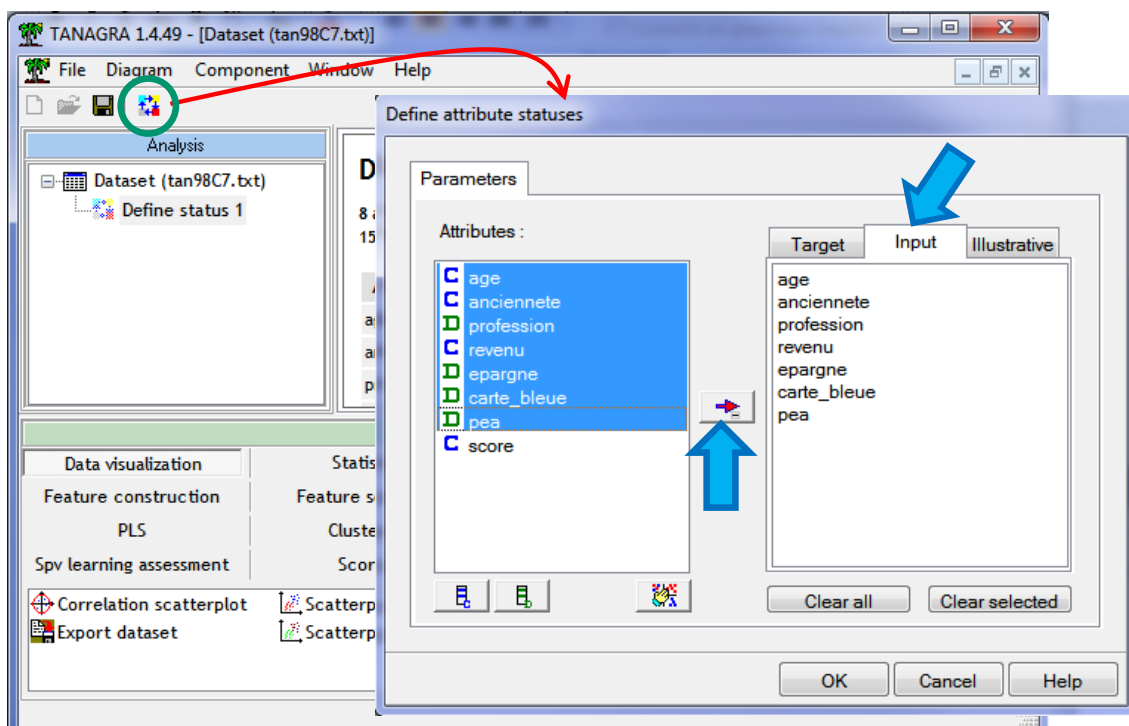 TANAGRA 1.4.49 - [Dataset (tan98C7.txt)]
File Diagram Component Window Help
Analysis
Dataset (tan98C7.txt)
Define status 1
Define attribute statuses
Parameters
Attributes :
C age
C anciennete
D profession
C revenu
D epargne
D carte_bleue
D pea
C score
Target Input Illustrative
age
anciennete
profession
revenu
epargne
carte_bleue
pea
Clear all Clear selected
OK Cancel Help
Data visualization
Feature construction
PLS
Spv learning assessment
Correlation scatterplot
Export dataset